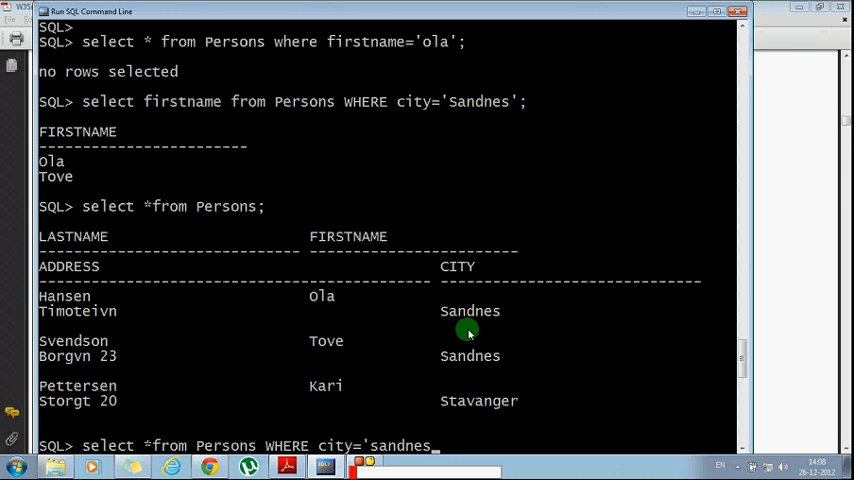 Run SQL Command Line
SQL>
SQL> select * from Persons where firstname='ola';
no rows selected
SQL> select firstname from Persons WHERE city='Sandnes';
FIRSTNAME
------------------------
Ola
Tove
SQL> select *from Persons;
LASTNAME FIRSTNAME
------------------------------ ------------------------
ADDRESS CITY
--------------------------------------------- ------------------------------
Hansen Ola
Timoteivn Sandnes
Svendson Tove
Borgvn 23 Sandnes
Pettersen Kari
Storgt 20 Stavanger
SQL> select *from Persons WHERE city='sandnes_
EN 14:08
26-12-2012